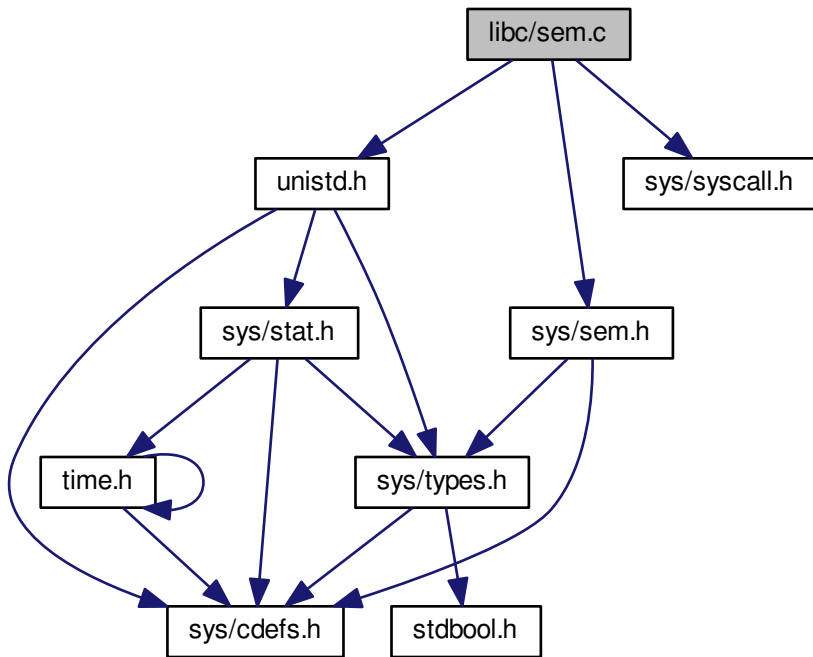 libc/sem.c
unistd.h
sys/syscall.h
sys/stat.h
sys/sem.h
time.h
sys/types.h
sys/cdefs.h
stdbool.h